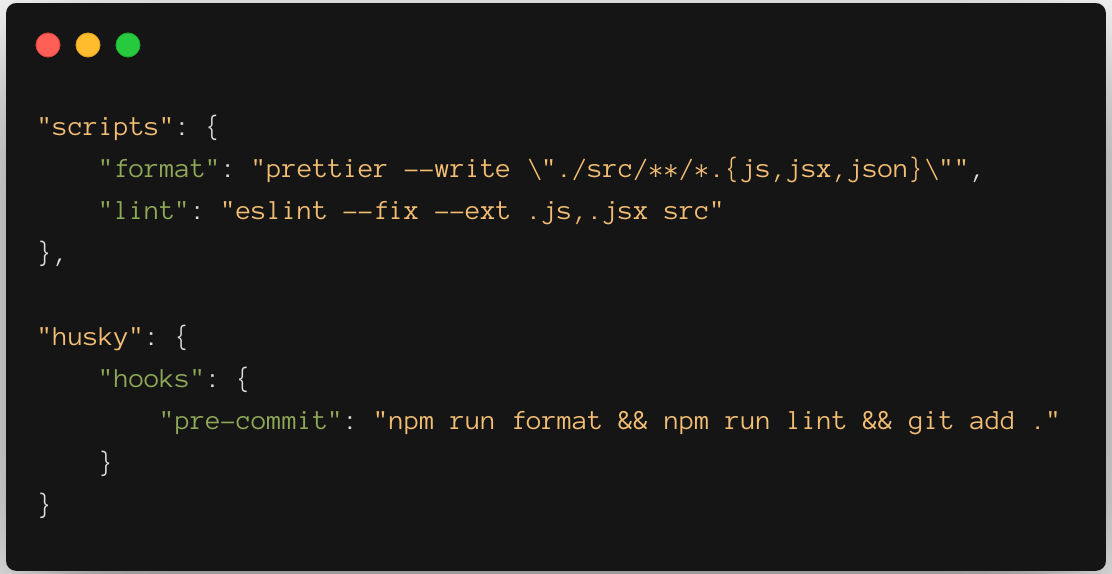 "scripts": {
    "format": "prettier --write \"./src/**/*.{js,jsx,json}\"",
    "lint": "eslint --fix --ext .js,.jsx src"
},

"husky": {
    "hooks": {
        "pre-commit": "npm run format && npm run lint && git add ."
    }
}